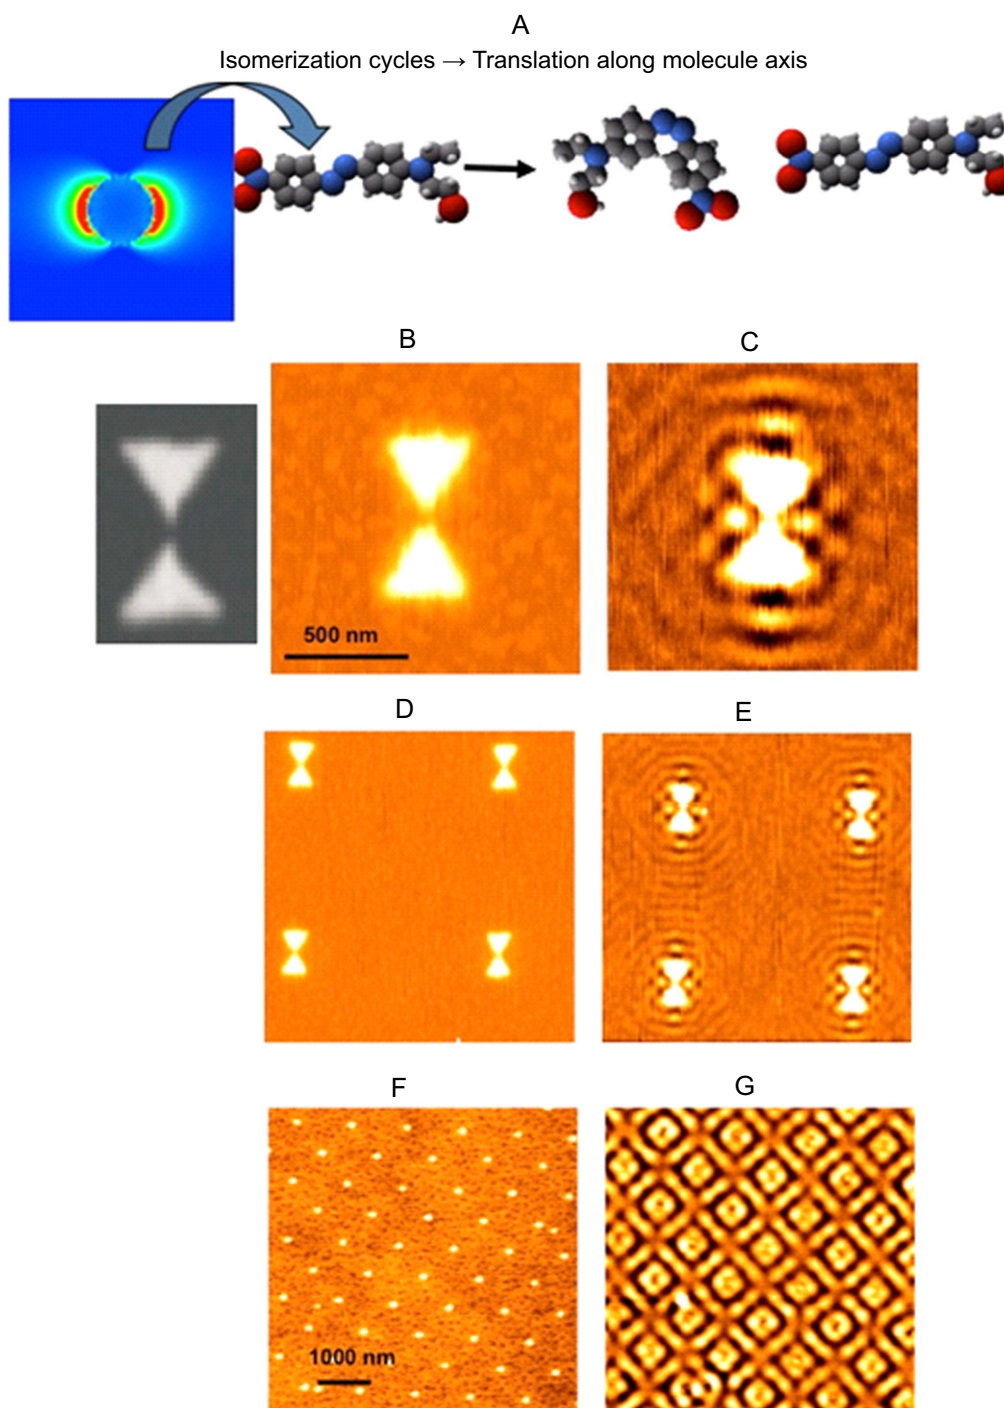 A
Isomerization cycles → Translation along molecule axis
B
C
500 nm
D
E
F
G
1000 nm